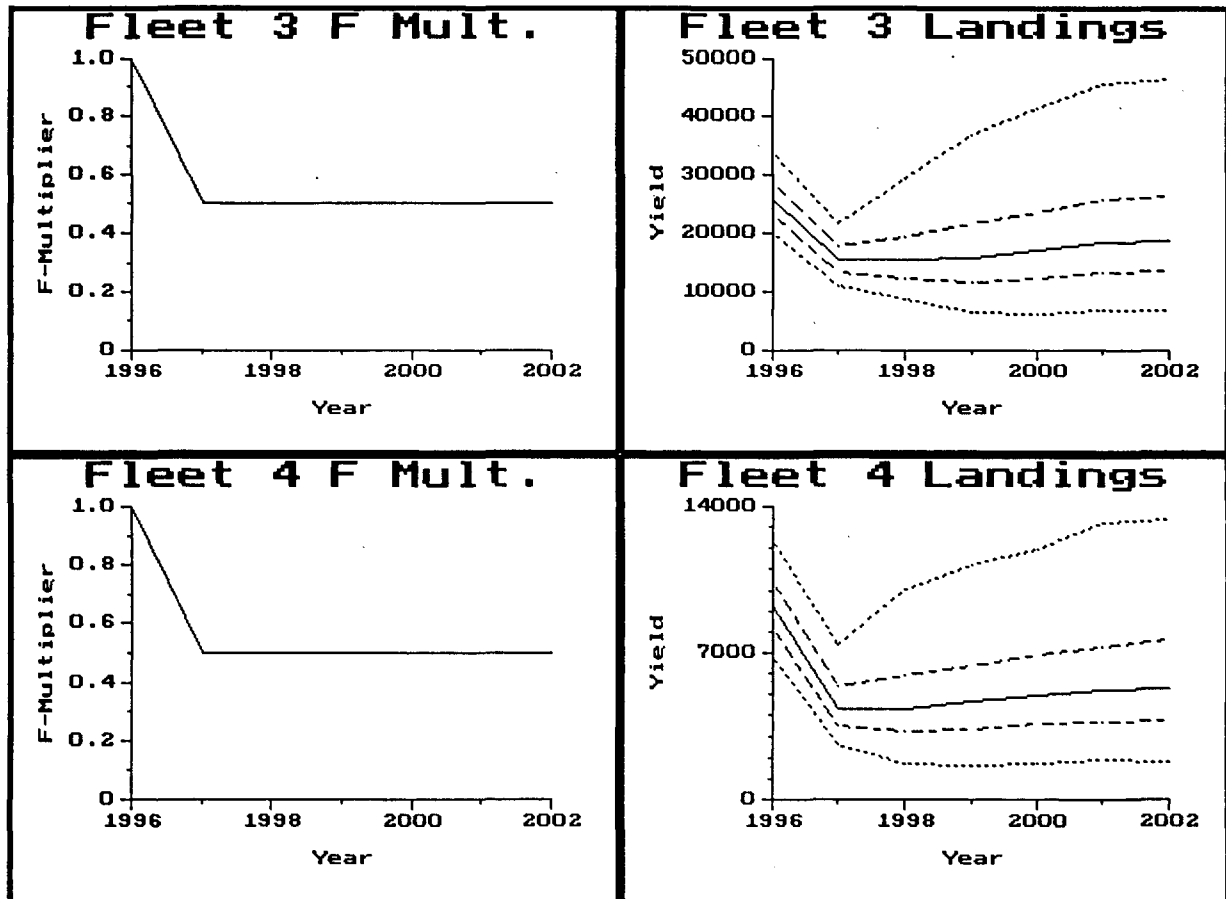 Fleet 3 F Mult.
1.0
0.8
0.6
0.4
0.2
0
F-Multiplier
1996 1998 2000 2002
Year
Fleet 3 Landings
50000
40000
30000
20000
10000
0
Yield
1996 1998 2000 2002
Year
Fleet 4 F Mult.
1.0
0.8
0.6
0.4
0.2
0
F-Multiplier
1996 1998 2000 2002
Year
Fleet 4 Landings
14000
7000
0
Yield
1996 1998 2000 2002
Year